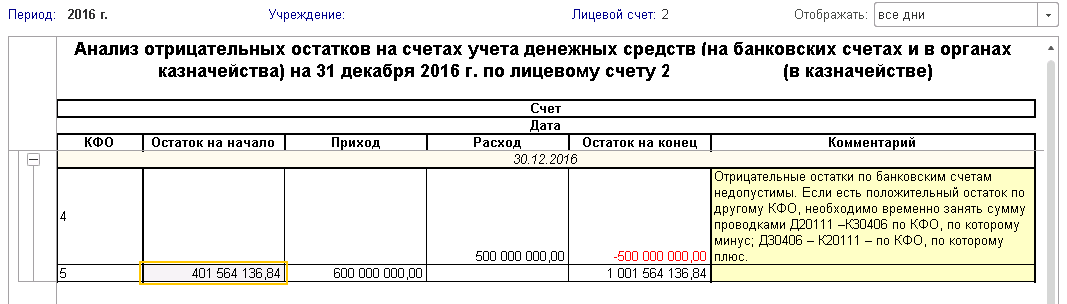 Период: 2016 г. Учреждение: Лицевой счет: 2 Отображать: все дни
Анализ отрицательных остатков на счетах учета денежных средств (на банковских счетах и в органах
казначейства) на 31 декабря 2016 г. по лицевому счету 2 (в казначействе)
Счет
Дата
КФО Остаток на начало Приход Расход Остаток на конец Комментарий
30.12.2016
4 500 000 000,00 -500 000 000,00
Отрицательные остатки по банковским счетам
недопустимы. Если есть положительный остаток по
другому КФО, необходимо временно занять сумму
проводками Д20111 –К30406 по КФО, по которому
минус; Д30406 – К20111 – по КФО, по которому
плюс.
5 401 564 136,84 600 000 000,00 1 001 564 136,84